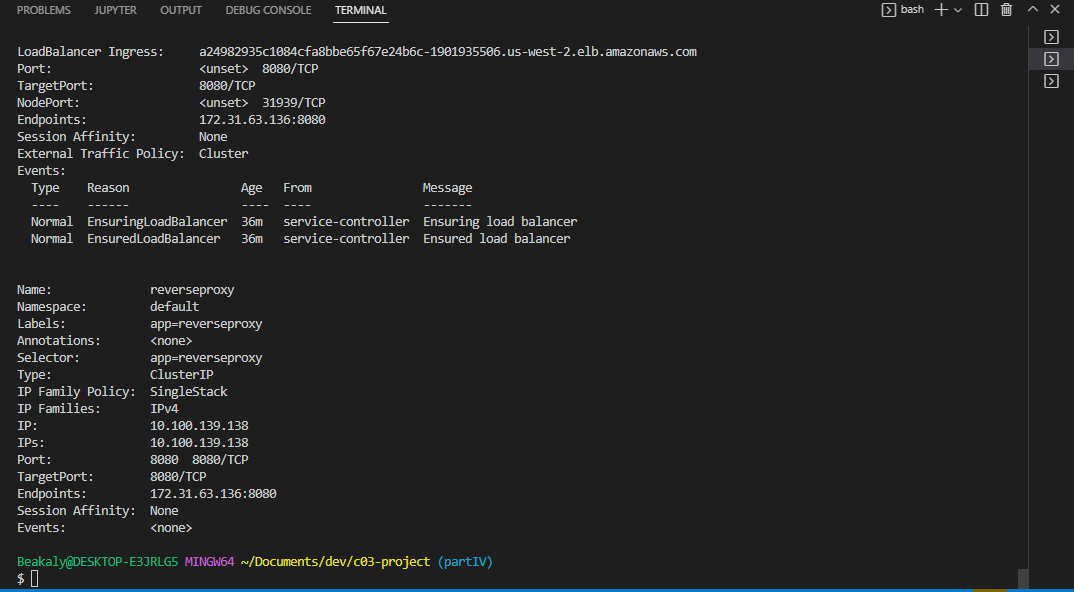 PROBLEMS JUPYTER OUTPUT DEBUG CONSOLE TERMINAL bash
LoadBalancer Ingress: a24982935c1084cfa8bbe65f67e24b6c-1901935506.us-west-2.elb.amazonaws.com
Port: <unset> 8080/TCP
TargetPort: 8080/TCP
NodePort: <unset> 31939/TCP
Endpoints: 172.31.63.136:8080
Session Affinity: None
External Traffic Policy: Cluster
Events:
Type Reason Age From Message
---- ------ ---- ---- -------
Normal EnsuringLoadBalancer 36m service-controller Ensuring load balancer
Normal EnsuredLoadBalancer 36m service-controller Ensured load balancer
Name: reverseproxy
Namespace: default
Labels: app=reverseproxy
Annotations: <none>
Selector: app=reverseproxy
Type: ClusterIP
IP Family Policy: SingleStack
IP Families: IPv4
IP: 10.100.139.138
IPs: 10.100.139.138
Port: 8080 8080/TCP
TargetPort: 8080/TCP
Endpoints: 172.31.63.136:8080
Session Affinity: None
Events: <none>
Beakaly@DESKTOP-E3JRLG5 MINGW64 ~/Documents/dev/c03-project (partIV)
$